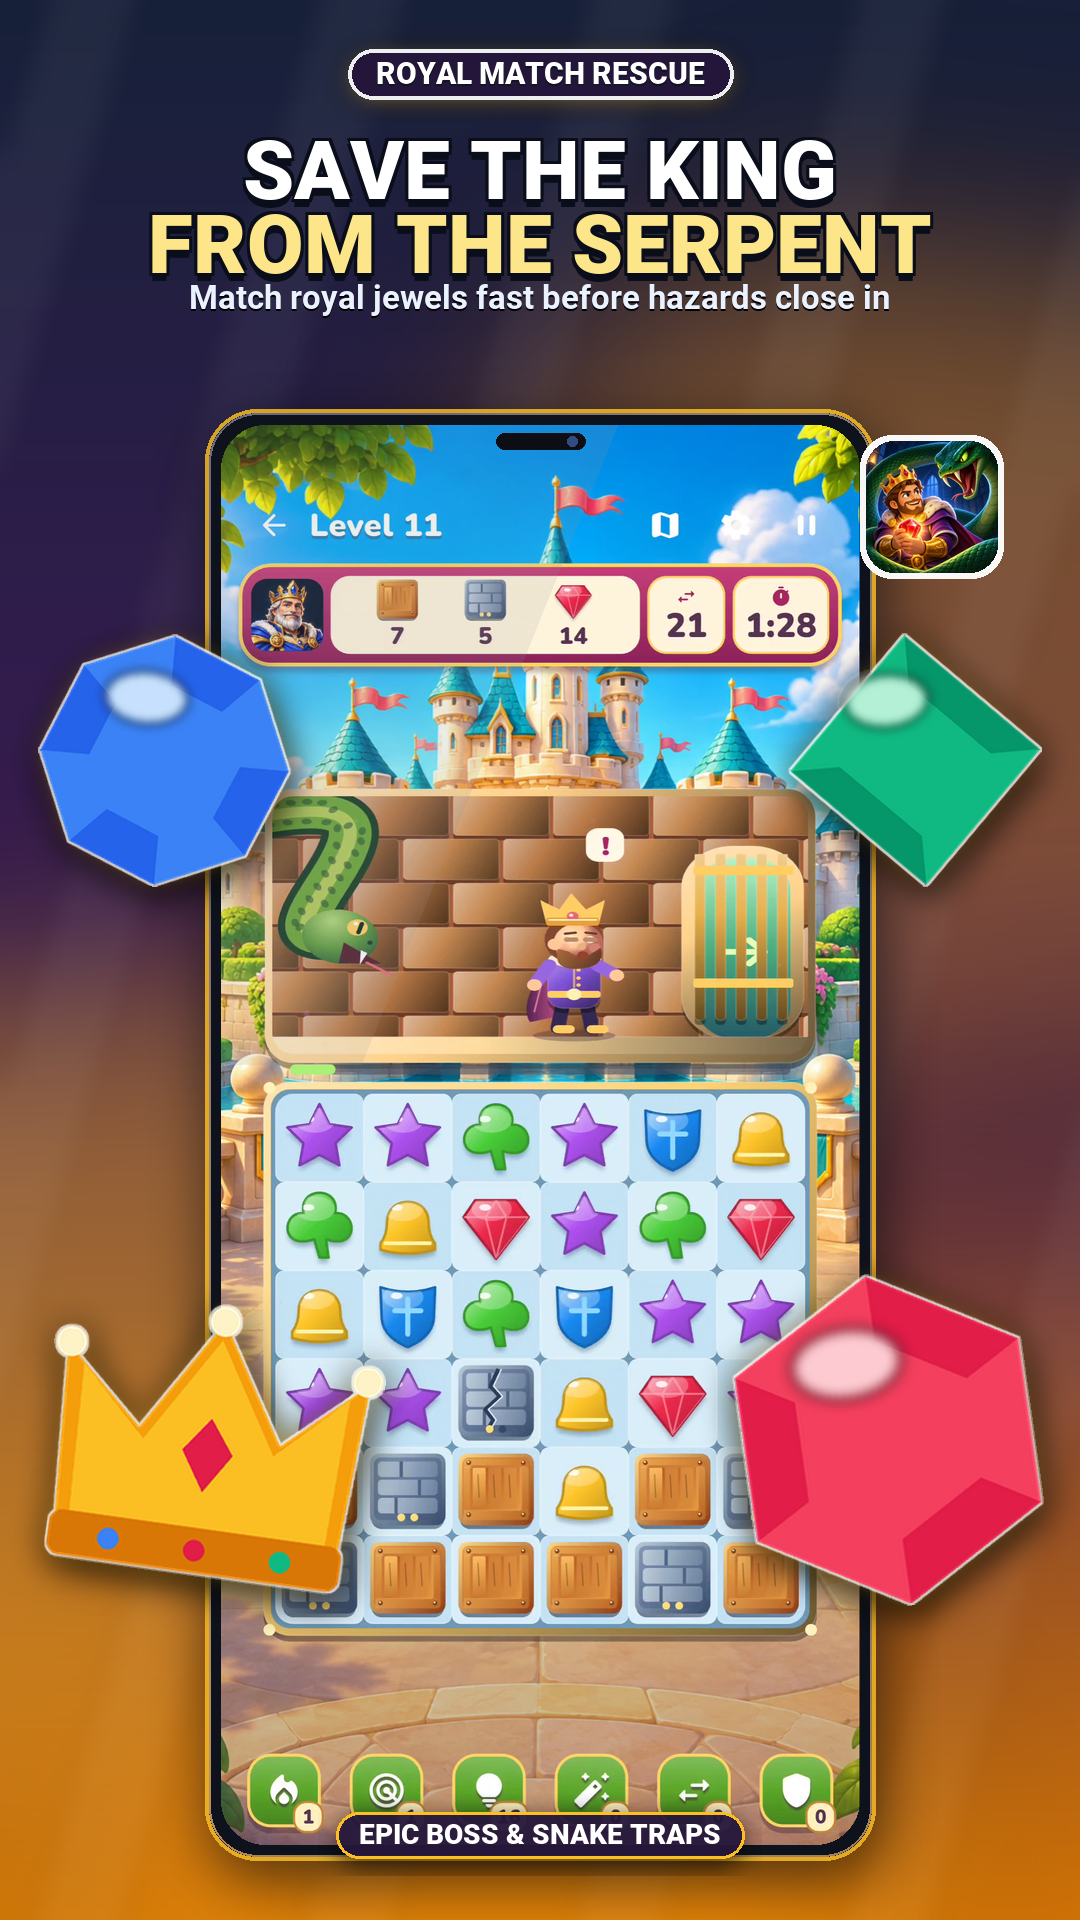 ROYAL MATCH RESCUE
SAVE THE KING
FROM THE SERPENT
Match royal jewels fast before hazards close in
Level 11
7 5 14 21 1:28
!
1 0
EPIC BOSS & SNAKE TRAPS